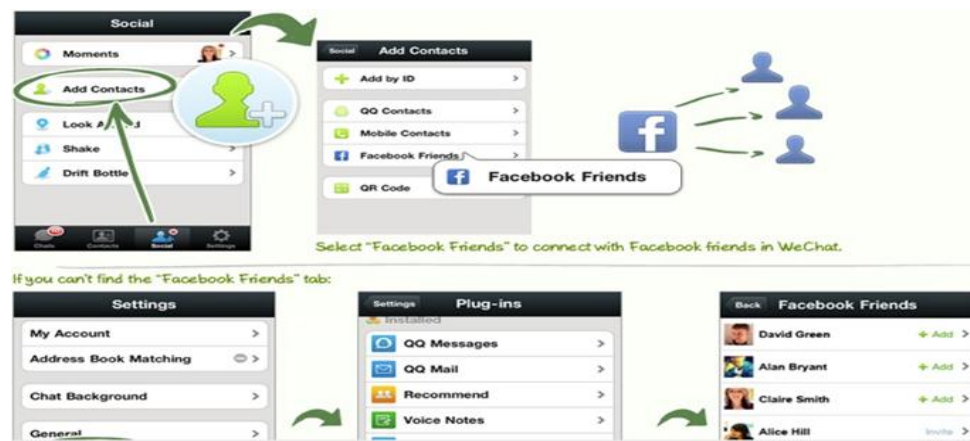 Social
Moments
Add Contacts
Look Around
Shake
Drift Bottle
Chats
Contacts
Social
Settings
Social
Add Contacts
Add by ID
QQ Contacts
Mobile Contacts
Facebook Friends
QR Code
Facebook Friends
Select "Facebook Friends" to connect with Facebook friends in WeChat.
If you can't find the "Facebook Friends" tab:
Settings
My Account
Address Book Matching
Chat Background
General
Settings
Plug-ins
Installed
QQ Messages
QQ Mail
Recommend
Voice Notes
Back
Facebook Friends
David Green + Add
Alan Bryant + Add
Claire Smith + Add
Alice Hill Invite